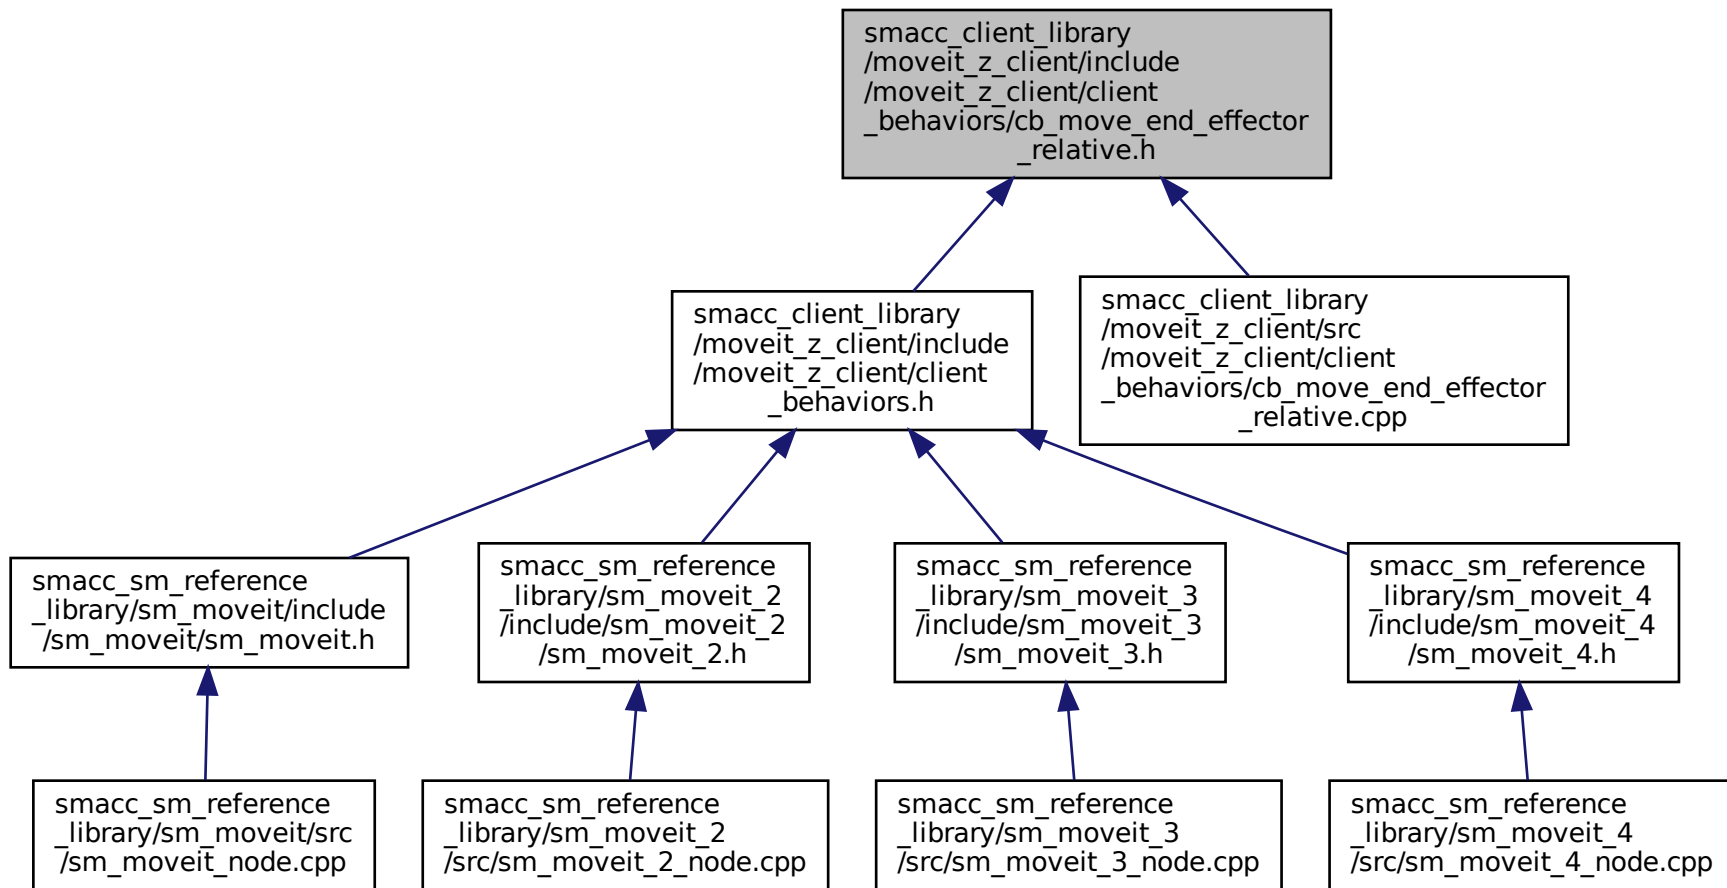 smacc_client_library
/moveit_z_client/include
/moveit_z_client/client
_behaviors/cb_move_end_effector
_relative.h
smacc_client_library
/moveit_z_client/include
/moveit_z_client/client
_behaviors.h
smacc_client_library
/moveit_z_client/src
/moveit_z_client/client
_behaviors/cb_move_end_effector
_relative.cpp
smacc_sm_reference
_library/sm_moveit/include
/sm_moveit/sm_moveit.h
smacc_sm_reference
_library/sm_moveit_2
/include/sm_moveit_2
/sm_moveit_2.h
smacc_sm_reference
_library/sm_moveit_3
/include/sm_moveit_3
/sm_moveit_3.h
smacc_sm_reference
_library/sm_moveit_4
/include/sm_moveit_4
/sm_moveit_4.h
smacc_sm_reference
_library/sm_moveit/src
/sm_moveit_node.cpp
smacc_sm_reference
_library/sm_moveit_2
/src/sm_moveit_2_node.cpp
smacc_sm_reference
_library/sm_moveit_3
/src/sm_moveit_3_node.cpp
smacc_sm_reference
_library/sm_moveit_4
/src/sm_moveit_4_node.cpp